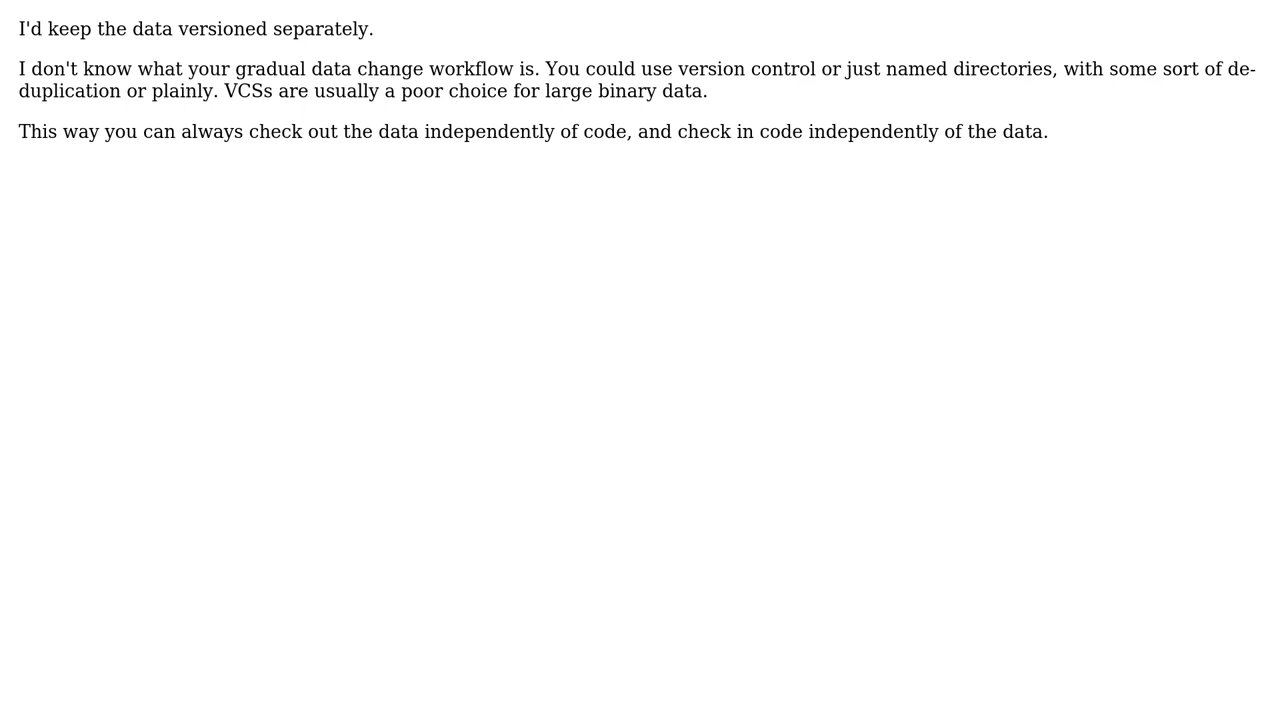 I'd keep the data versioned separately.
I don't know what your gradual data change workflow is. You could use version control or just named directories, with some sort of de-
duplication or plainly. VCSs are usually a poor choice for large binary data.
This way you can always check out the data independently of code, and check in code independently of the data.